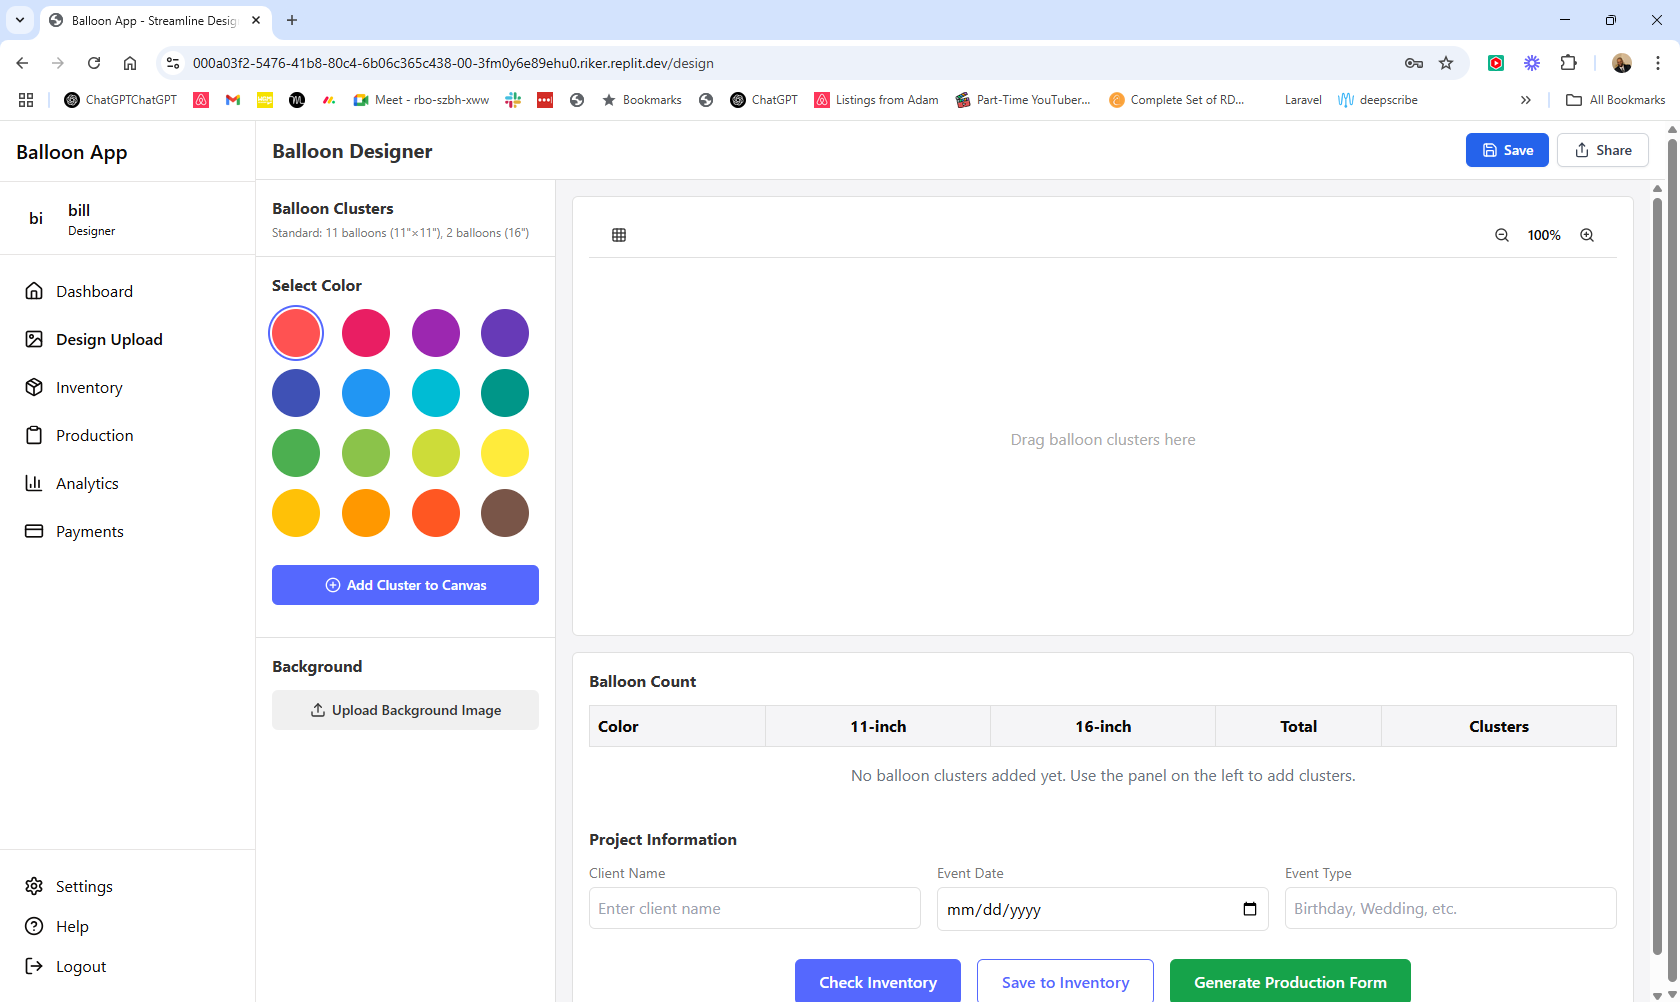 Balloon App - Streamline Desig
000a03f2-5476-41b8-80c4-6b06c365c438-00-3fm0y6e89ehu0.riker.replit.dev/design
ChatGPTChatGPT
Meet - rbo-szbh-xww
Bookmarks
ChatGPT
Listings from Adam
Part-Time YouTuber...
Complete Set of RD...
Laravel
deepscribe
All Bookmarks
Balloon App
Balloon Designer
Save
Share
bi
bill
Designer
Dashboard
Design Upload
Inventory
Production
Analytics
Payments
Settings
Help
Logout
Balloon Clusters
Standard: 11 balloons (11"×11"), 2 balloons (16")
Select Color
Add Cluster to Canvas
Background
Upload Background Image
100%
Drag balloon clusters here
Balloon Count
Color 11-inch 16-inch Total Clusters
No balloon clusters added yet. Use the panel on the left to add clusters.
Project Information
Client Name Event Date Event Type
Enter client name mm/dd/yyyy Birthday, Wedding, etc.
Check Inventory Save to Inventory Generate Production Form